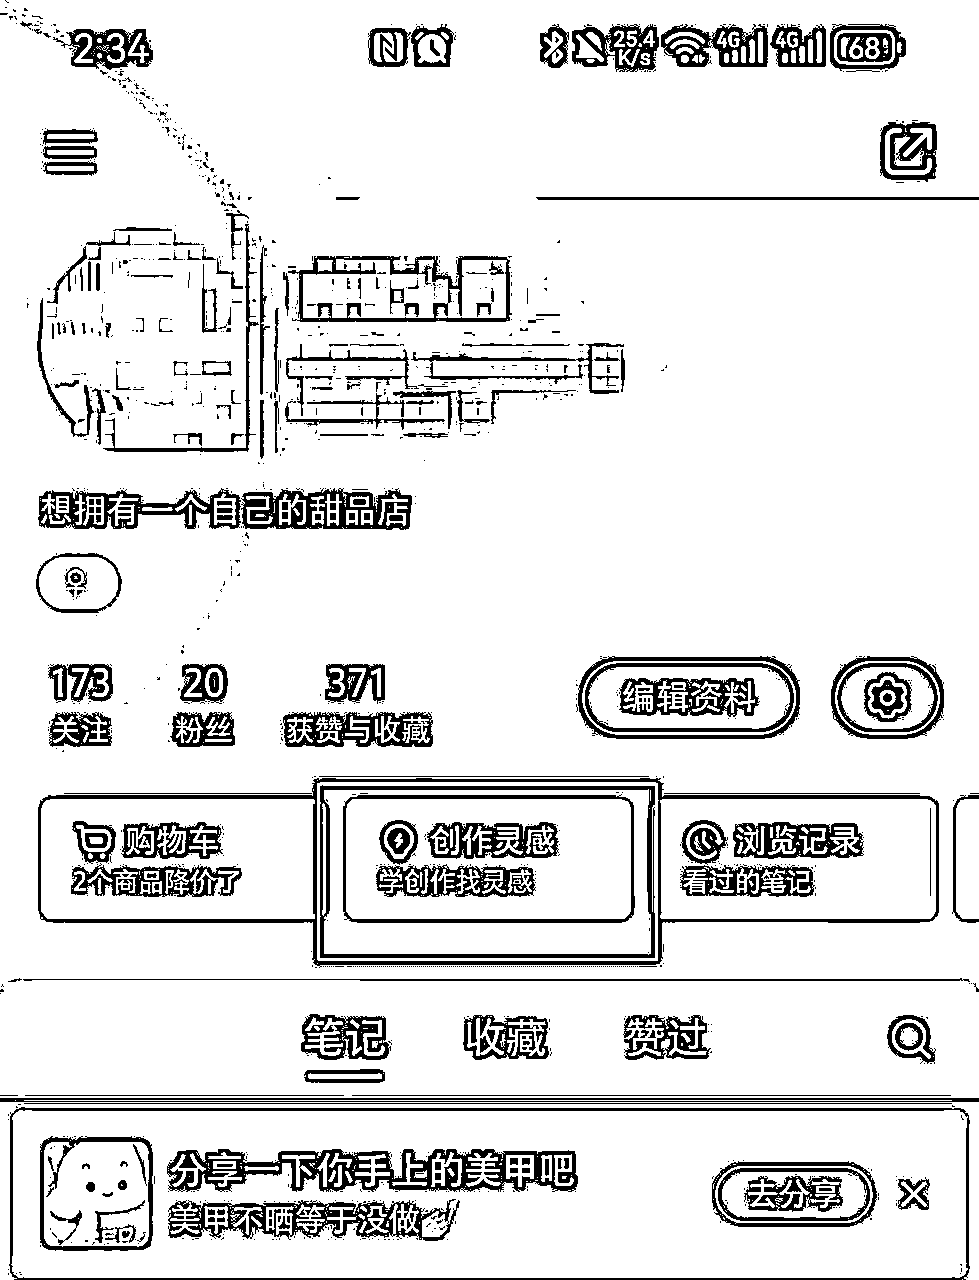 2:34 25.4 K/s 4G 4G 68
想拥有一个自己的甜品店
173 20 371
关注 粉丝 获赞与收藏 编辑资料
购物车 创作灵感 浏览记录
2个商品降价了 学创作找灵感 看过的笔记
笔记 收藏 赞过
分享一下你手上的美甲吧
美甲不晒等于没做
去分享